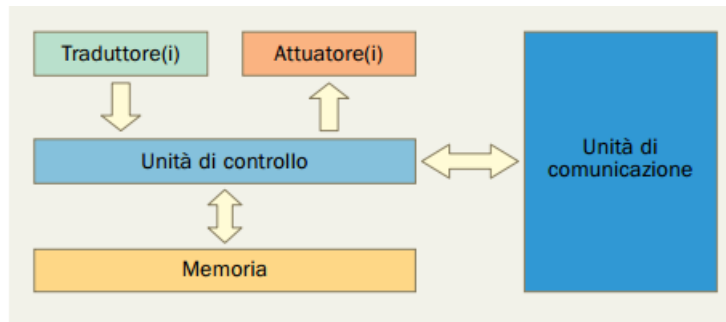 Traduttore(i)
Attuatore(i)
Unità di controllo
Unità di
comunicazione
Memoria